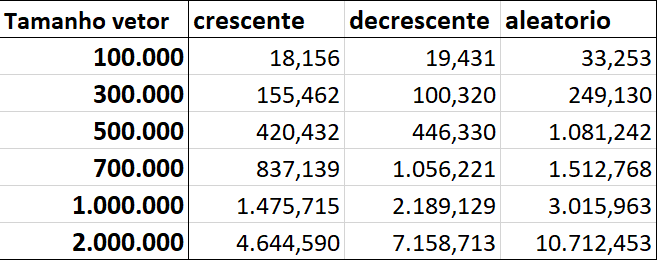 Tamanho vetor crescente decrescente aleatorio
100.000 18,156 19,431 33,253
300.000 155,462 100,320 249,130
500.000 420,432 446,330 1.081,242
700.000 837,139 1.056,221 1.512,768
1.000.000 1.475,715 2.189,129 3.015,963
2.000.000 4.644,590 7.158,713 10.712,453